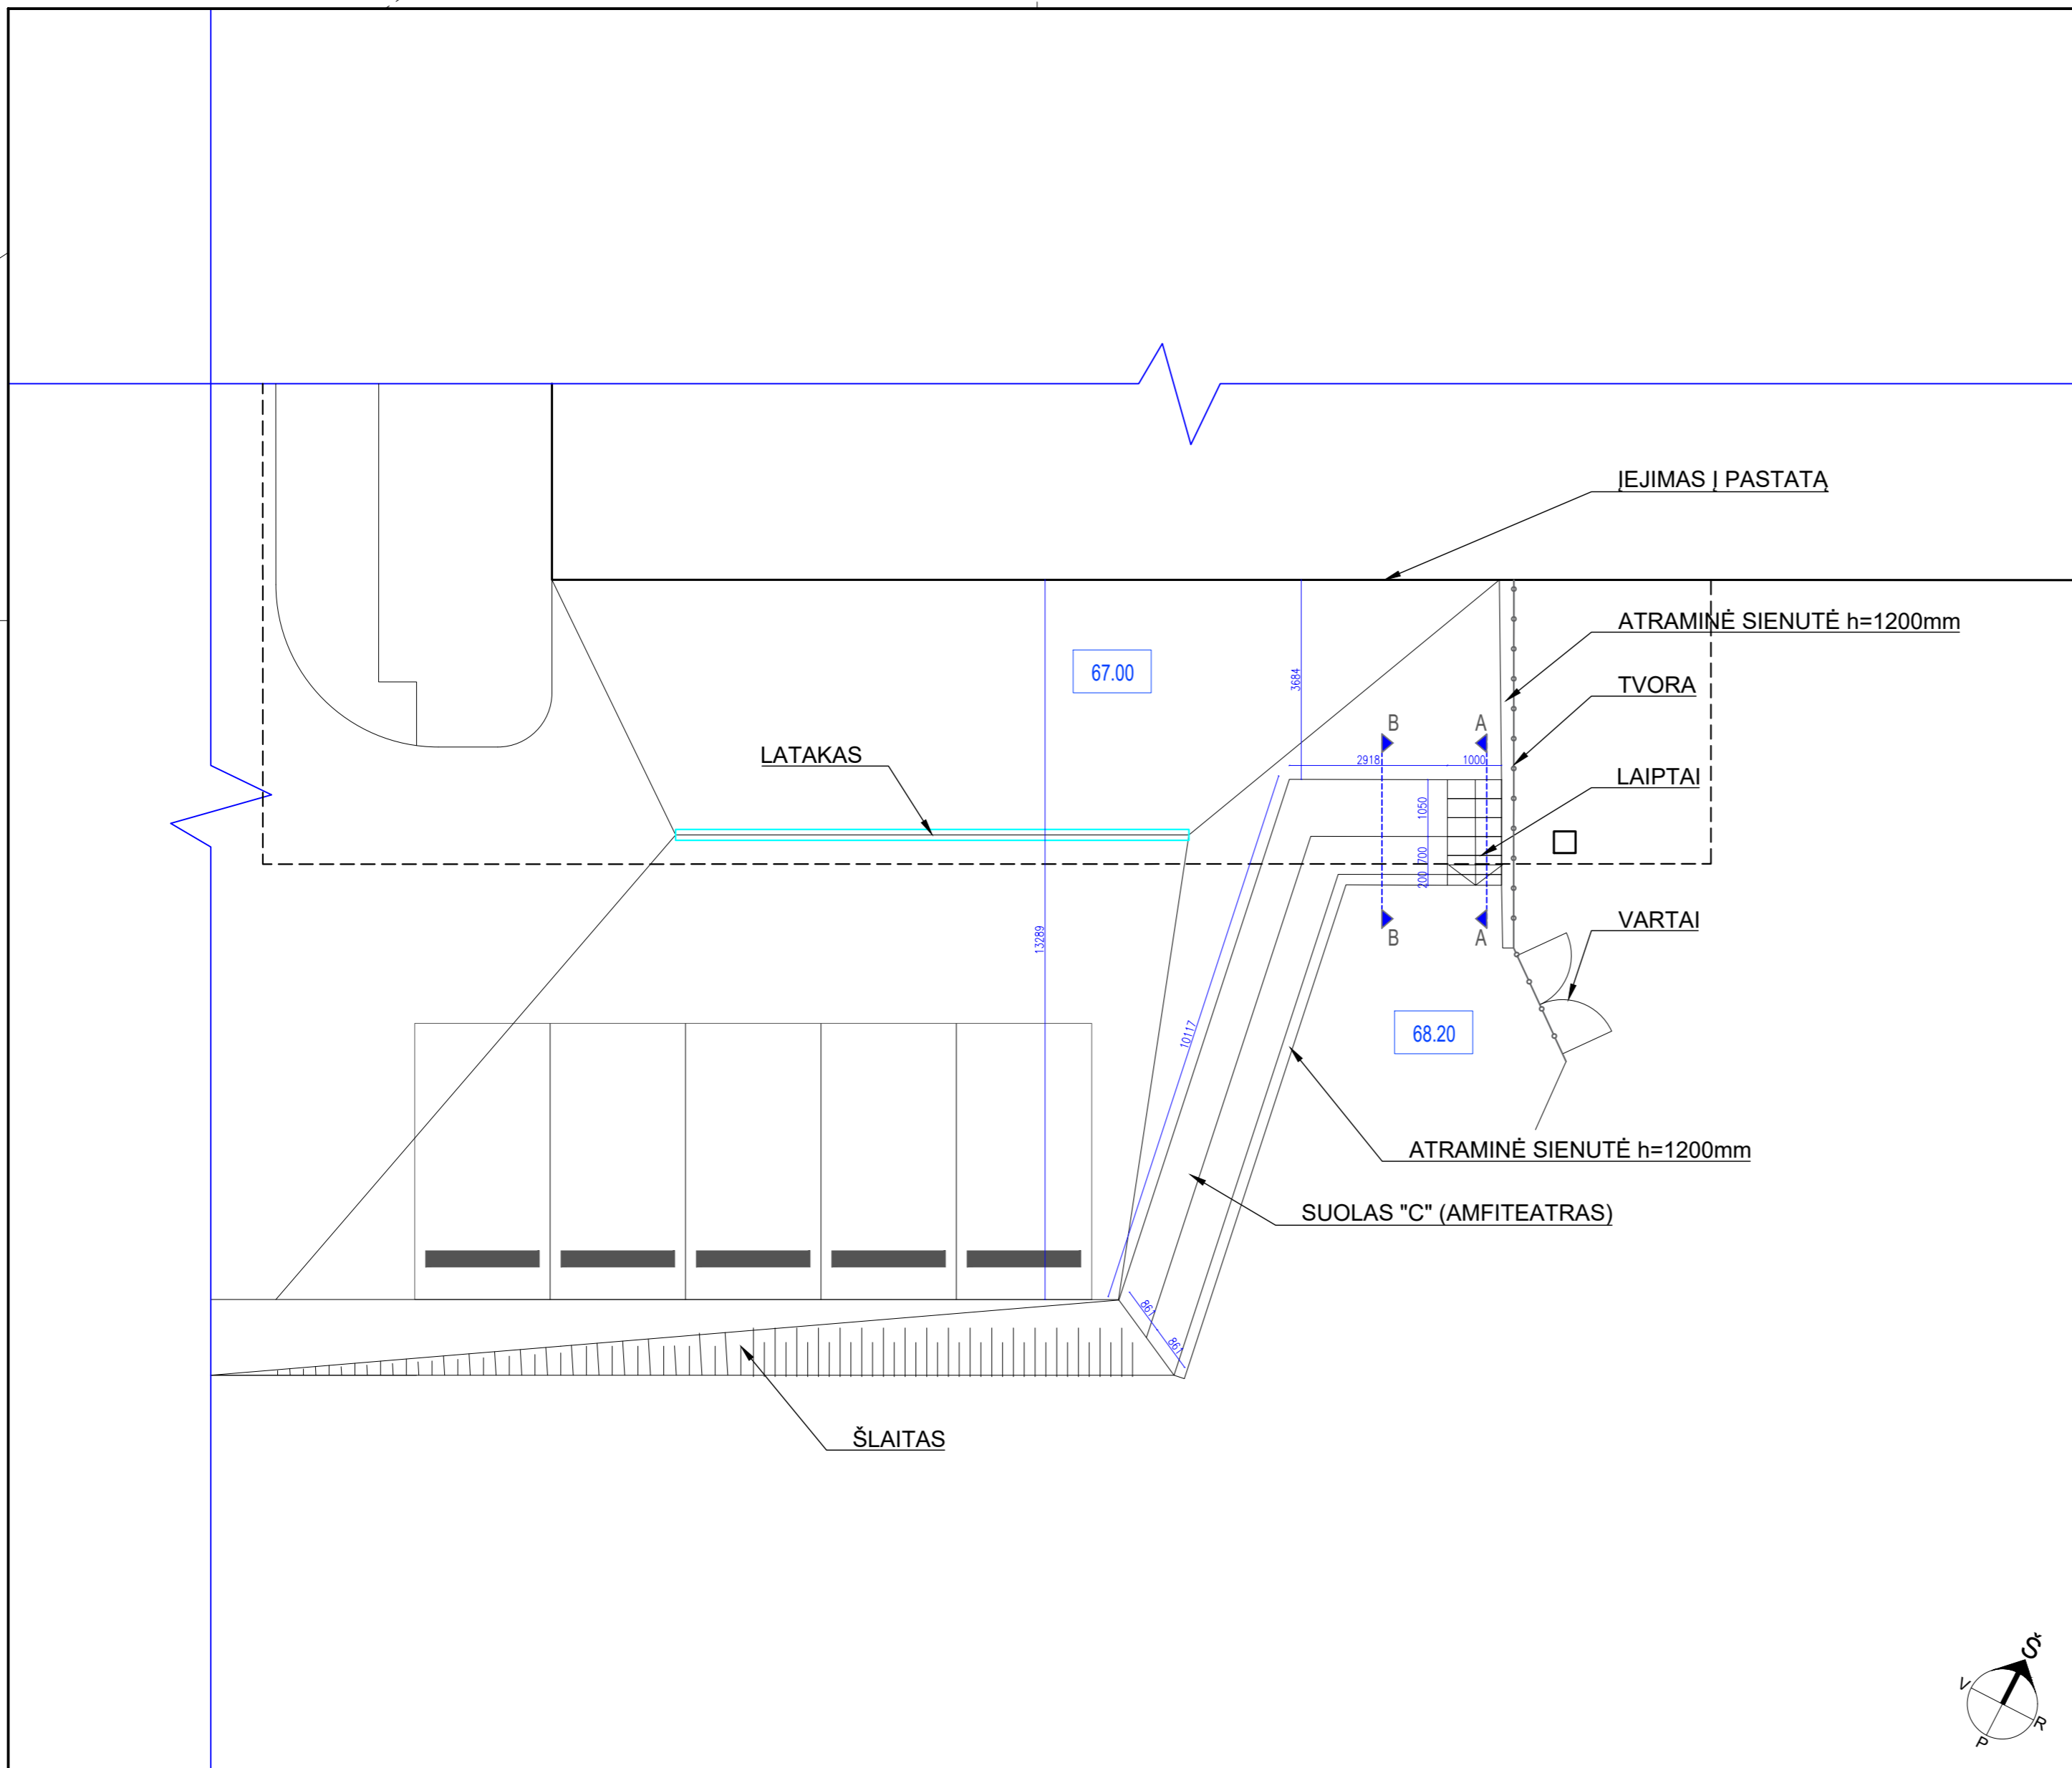 ĮEJIMAS Į PASTATĄ
ATRAMINĖ SIENUTĖ h=1200mm
67.00
3684
TVORA
B
A
LATAKAS
2918
1000
LAIPTAI
1050
700
200
VARTAI
13289
B
A
10117
68.20
ATRAMINĖ SIENUTĖ h=1200mm
SUOLAS "C" (AMFITEATRAS)
861
861
ŠLAITAS
Š
V
R
P